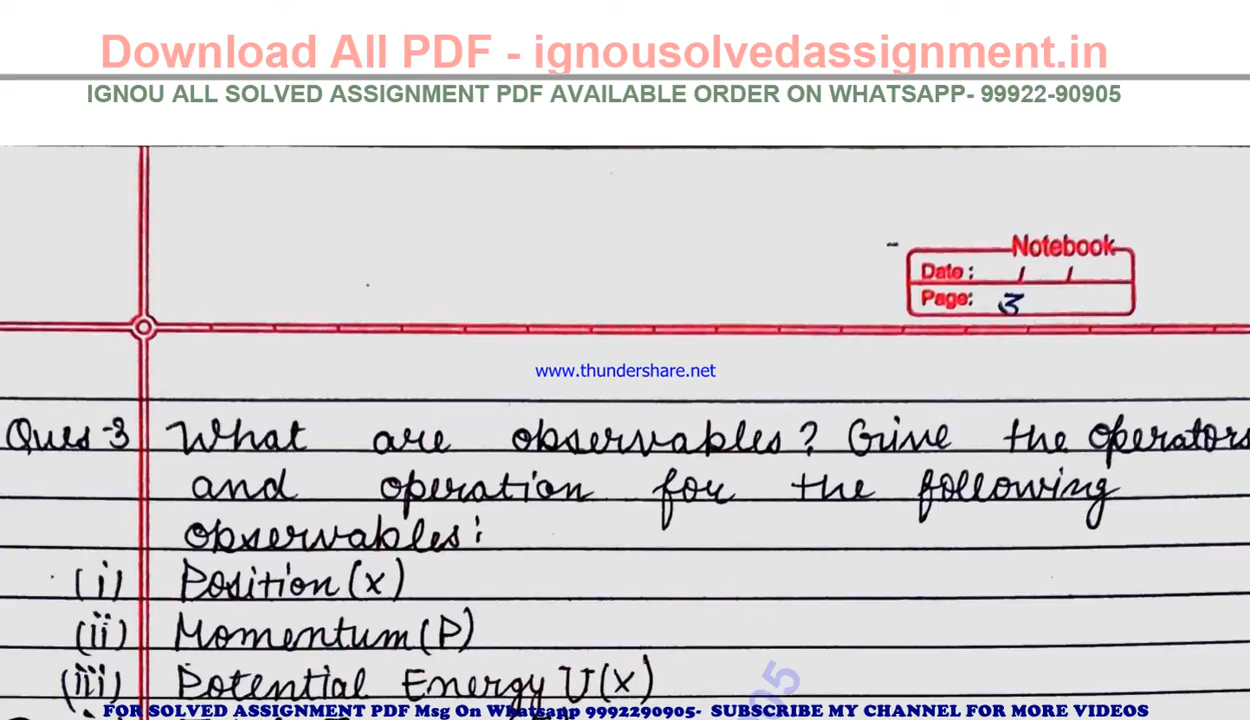 Download All PDF - ignousolvedassignment.in
IGNOU ALL SOLVED ASSIGNMENT PDF AVAILABLE ORDER ON WHATSAPP- 99922-90905
Notebook
Date: / /
Page: 3
www.thundershare.net
Ques-3 What are observables? Give the operators
and operation for the following
observables:
(i) Position(x)
(ii) Momentum(P)
(iii) Potential Energy U(x)
05
FOR SOLVED ASSIGNMENT PDF Msg On Whatsapp 9992290905- SUBSCRIBE MY CHANNEL FOR MORE VIDEOS